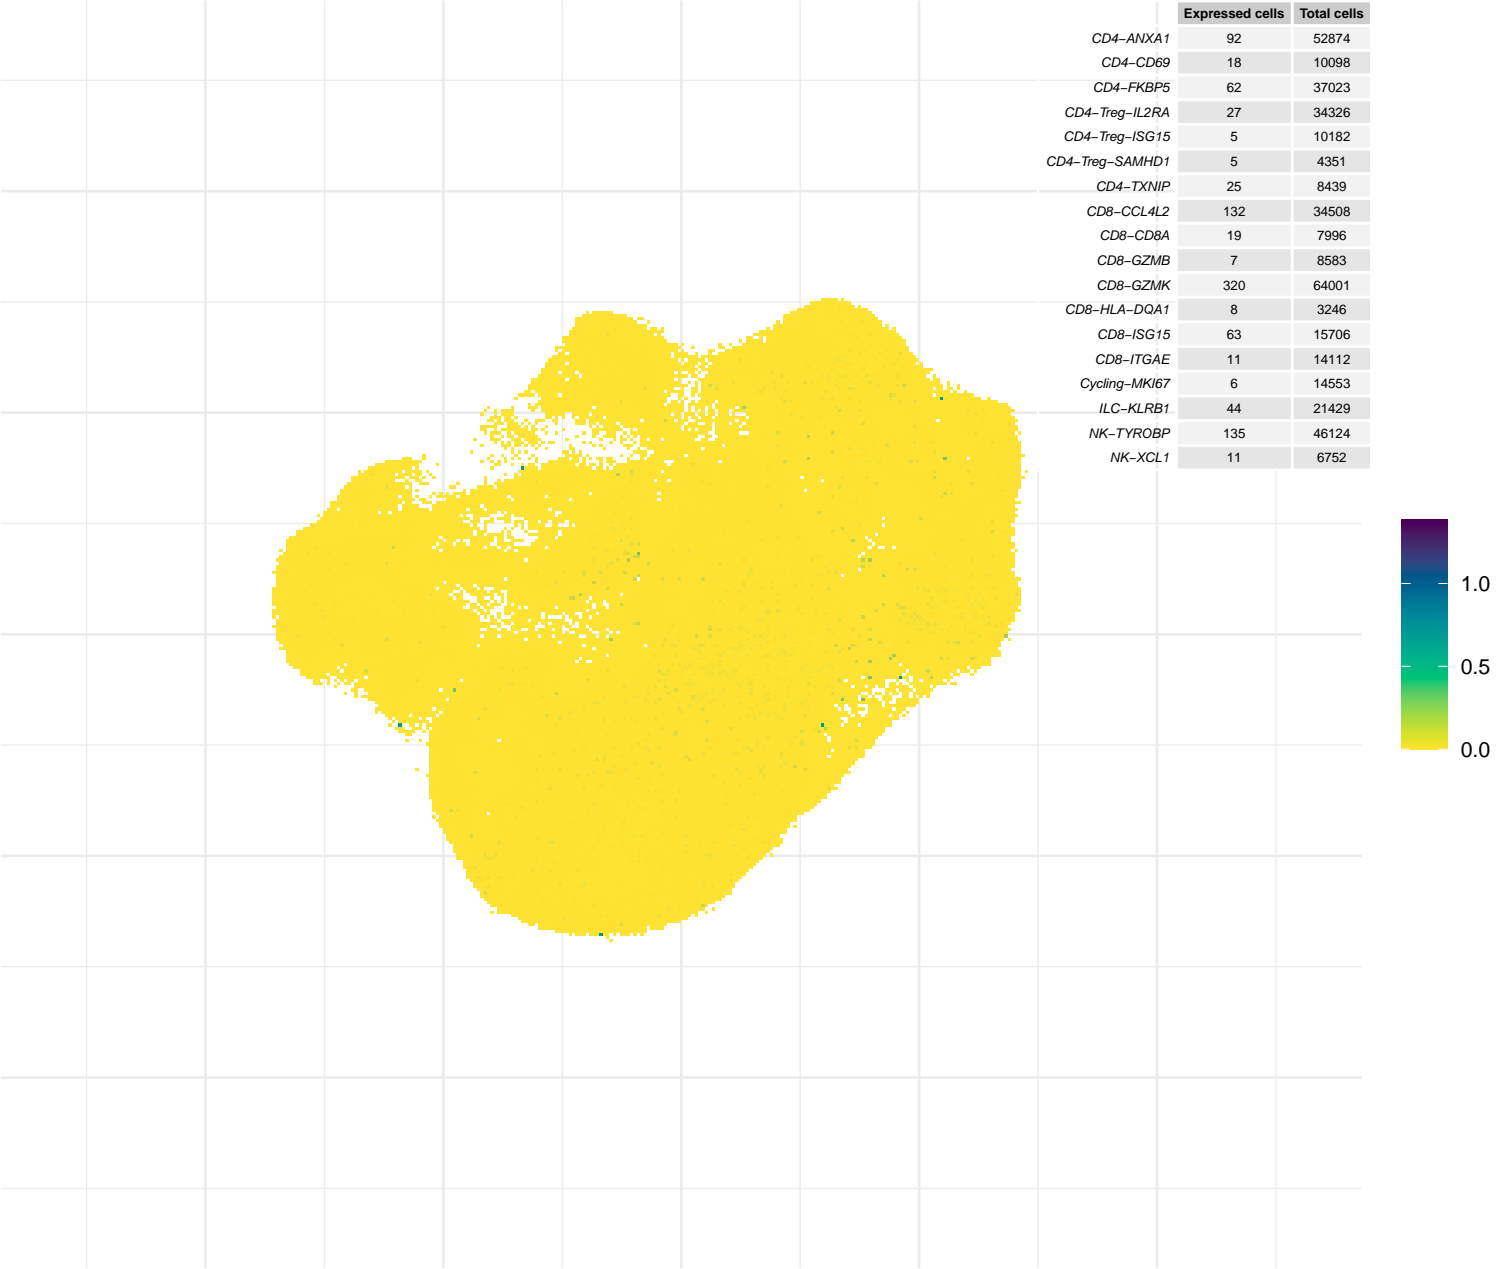 Expressed cells Total cells
CD4−ANXA1 92 52874
CD4−CD69 18 10098
CD4−FKBP5 62 37023
CD4−Treg−IL2RA 27 34326
CD4−Treg−ISG15 5 10182
CD4−Treg−SAMHD1 5 4351
CD4−TXNIP 25 8439
CD8−CCL4L2 132 34508
CD8−CD8A 19 7996
CD8−GZMB 7 8583
CD8−GZMK 320 64001
CD8−HLA−DQA1 8 3246
CD8−ISG15 63 15706
CD8−ITGAE 11 14112
Cycling−MKI67 6 14553
ILC−KLRB1 44 21429
NK−TYROBP 135 46124
NK−XCL1 11 6752
1.0
0.5
0.0